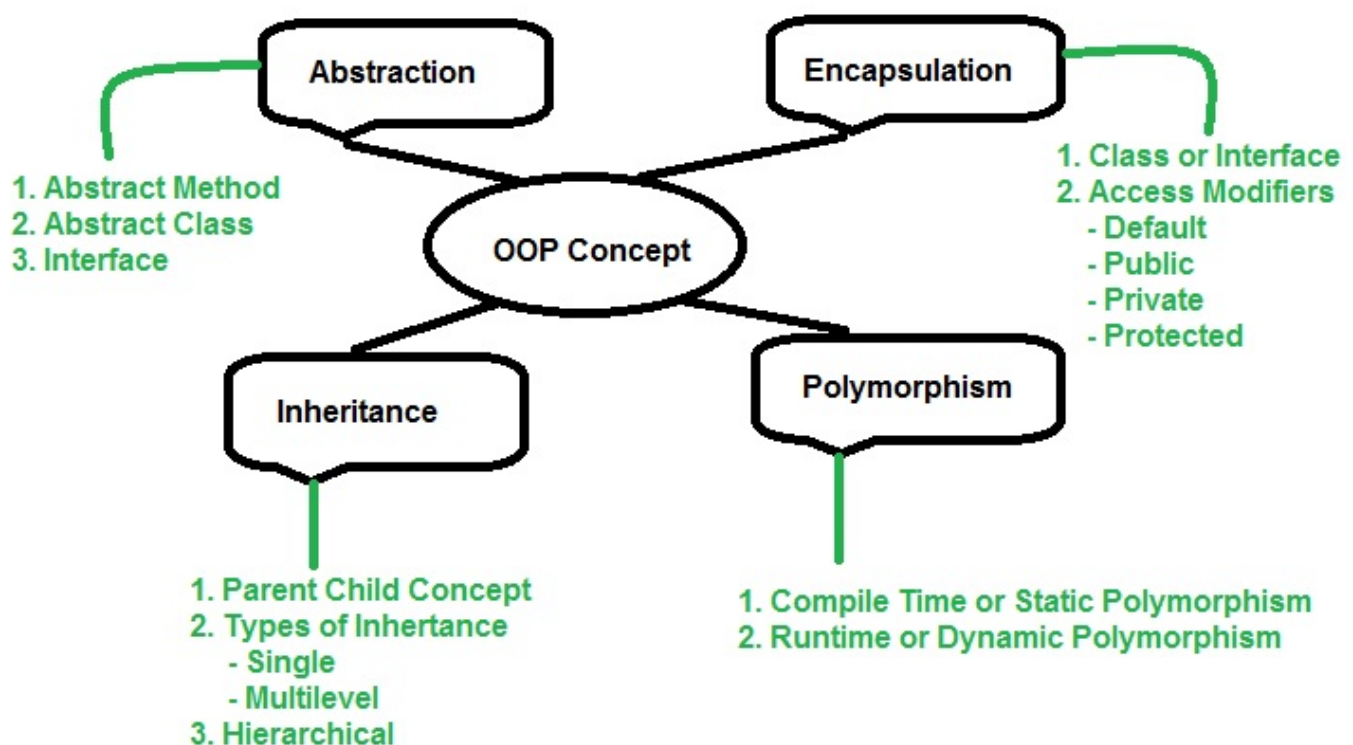 Abstraction
1. Abstract Method
2. Abstract Class
3. Interface
Encapsulation
1. Class or Interface
2. Access Modifiers
- Default
- Public
- Private
- Protected
OOP Concept
Inheritance
1. Parent Child Concept
2. Types of Inhertance
- Single
- Multilevel
3. Hierarchical
Polymorphism
1. Compile Time or Static Polymorphism
2. Runtime or Dynamic Polymorphism